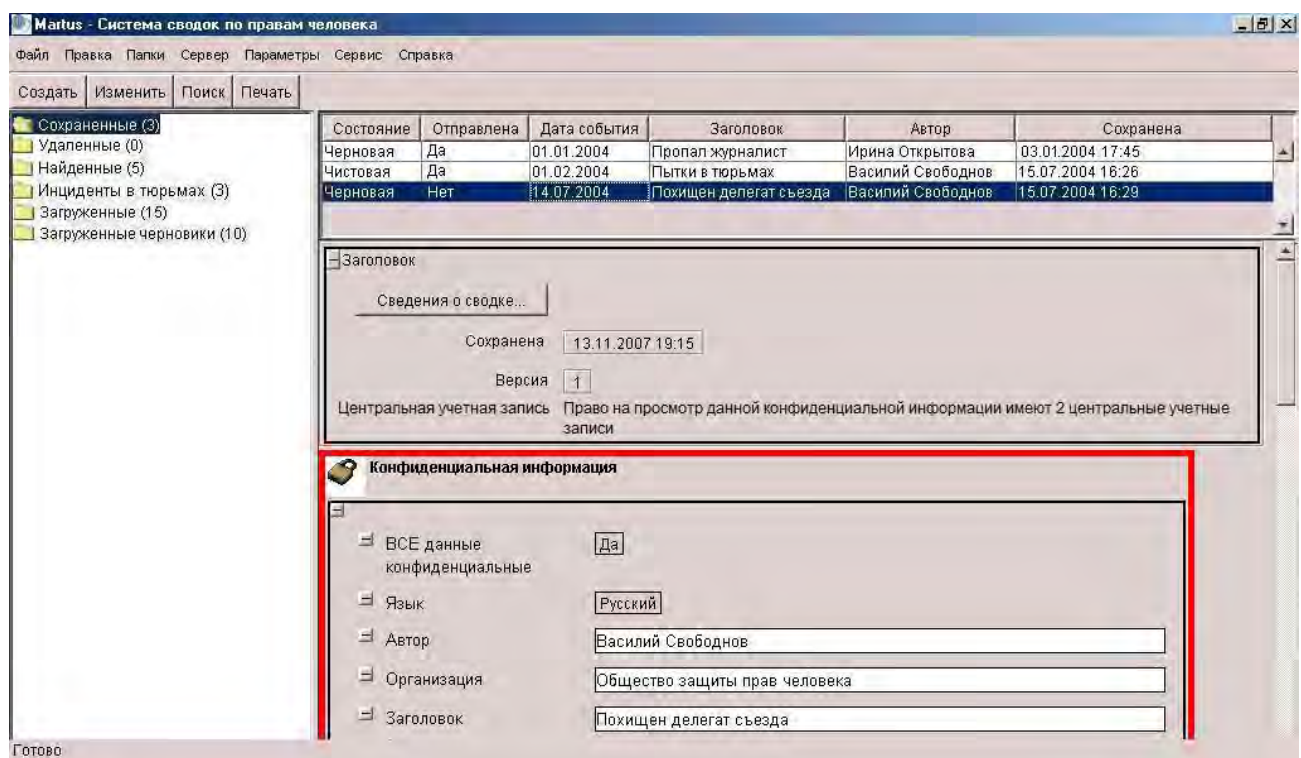 Martus - Система сводок по правам человека
Файл Правка Папки Сервер Параметры Сервис Справка
Создать Изменить Поиск Печать
Сохраненные (3)
Удаленные (0)
Найденные (5)
Инциденты в тюрьмах (3)
Загруженные (15)
Загруженные черновики (10)
Состояние Отправлена Дата события Заголовок Автор Сохранена
Черновая Да 01.01.2004 Пропал журналист Ирина Открытова 03.01.2004 17:45
Чистовая Да 01.02.2004 Пытки в тюрьмах Василий Свободнов 15.07.2004 16:26
Черновая Нет 14.07.2004 Похищен делегат съезда Василий Свободнов 15.07.2004 16:29
Заголовок
Сведения о сводке...
Сохранена 13.11.2007 19:15
Версия 1
Центральная учетная запись Право на просмотр данной конфиденциальной информации имеют 2 центральные учетные
записи
Конфиденциальная информация
ВСЕ данные Да
конфиденциальные
Язык Русский
Автор Василий Свободнов
Организация Общество защиты прав человека
Заголовок Похищен делегат съезда
Готово